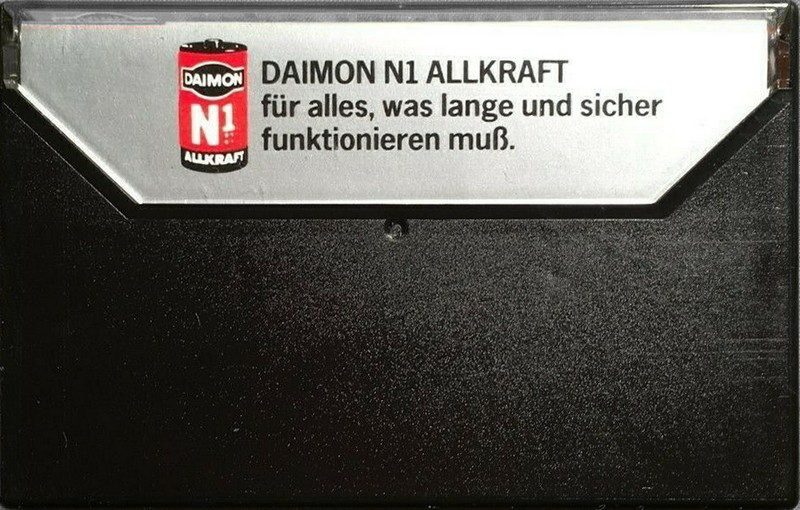 DAIMON
N1
ALLKRAFT
DAIMON N1 ALLKRAFT
für alles, was lange und sicher
funktionieren muß.